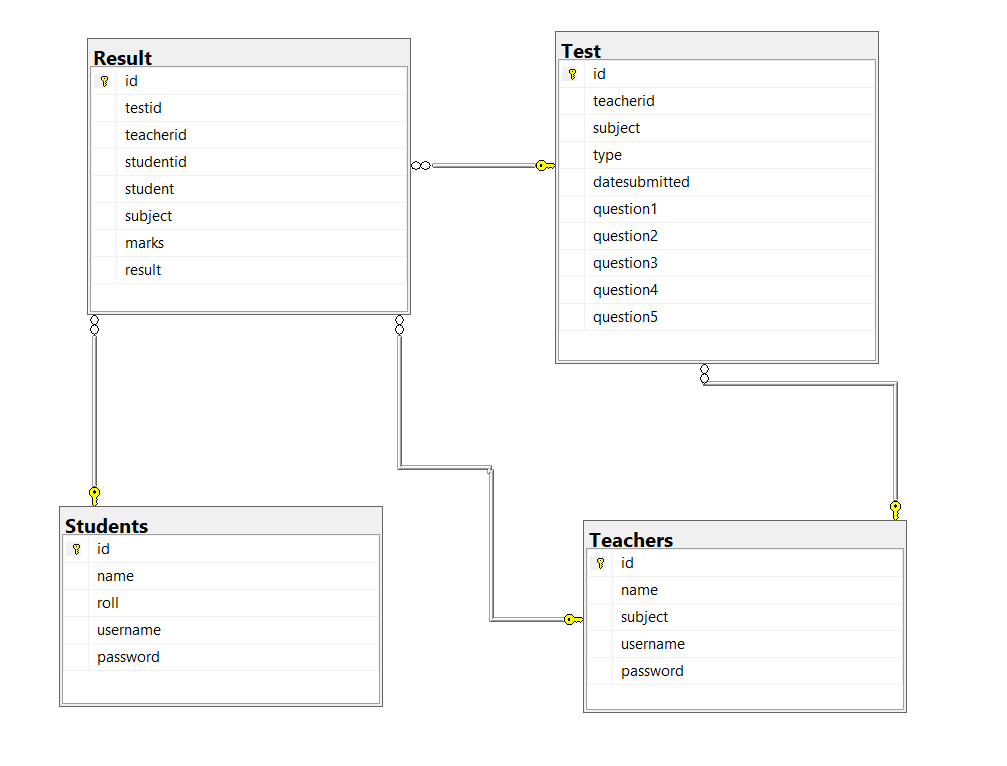 Result
id
testid
teacherid
studentid
student
subject
marks
result
Test
id
teacherid
subject
type
datesubmitted
question1
question2
question3
question4
question5
Students
id
name
roll
username
password
Teachers
id
name
subject
username
password